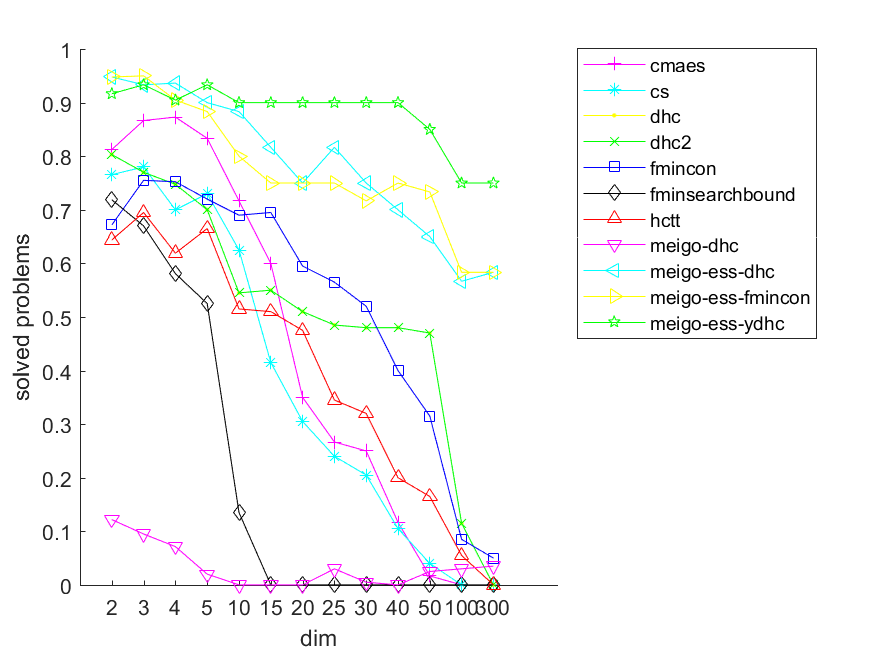 1
0.9
0.8
0.7
0.6
0.5
0.4
0.3
0.2
0.1
0
solved problems
2 3 4 5 10 15 20 25 30 40 50 100 300
dim
cmaes
cs
dhc
dhc2
fmincon
fminsearchbound
hctt
meigo-dhc
meigo-ess-dhc
meigo-ess-fmincon
meigo-ess-ydhc